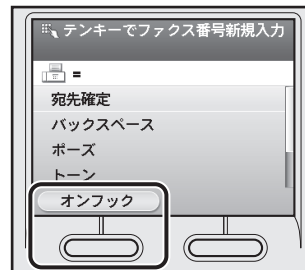 テンキーでファクス番号新規入力
=
宛先確定
バックスペース
ポーズ
トーン
オンフック